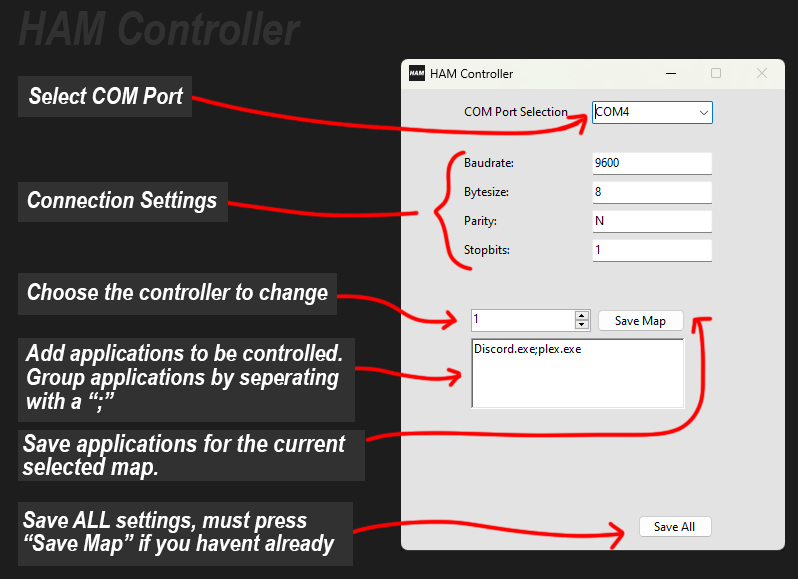 HAM Controller
Select COM Port
Connection Settings
Choose the controller to change
Add applications to be controlled.
Group applications by seperating
with a “;”
Save applications for the current
selected map.
Save ALL settings, must press
“Save Map” if you havent already
HAM HAM Controller
COM Port Selection COM4
Baudrate: 9600
Bytesize: 8
Parity: N
Stopbits: 1
1 Save Map
Discord.exe;plex.exe
Save All